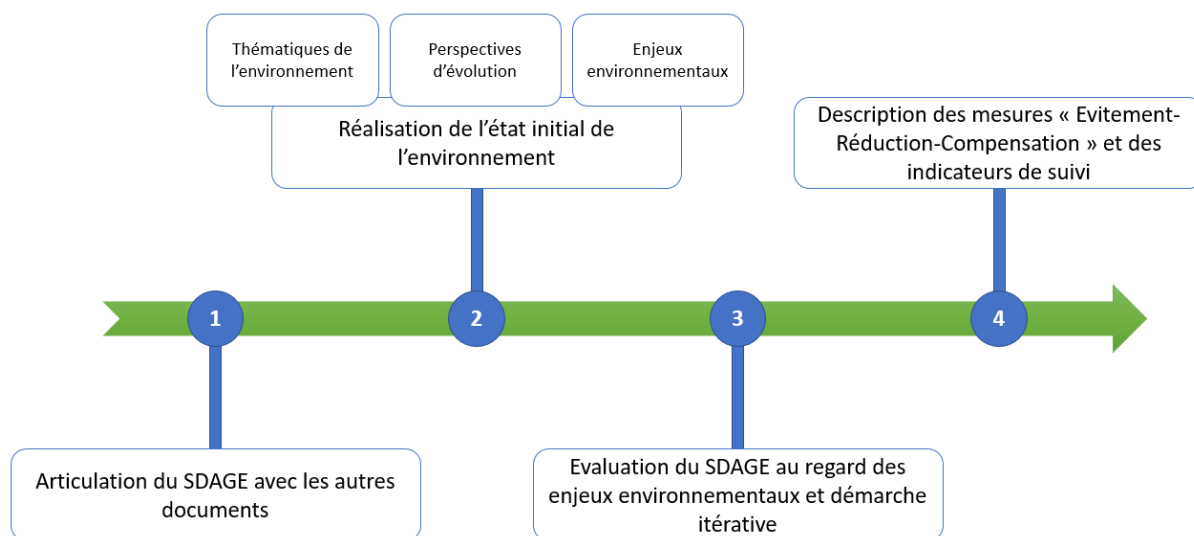 Thématiques de
l'environnement
Perspectives
d'évolution
Enjeux
environnementaux
Réalisation de l'état initial de
l'environnement
Description des mesures « Evitement-
Réduction-Compensation » et des
indicateurs de suivi
1
2
3
4
Articulation du SDAGE avec les autres
documents
Evaluation du SDAGE au regard des
enjeux environnementaux et démarche
itérative